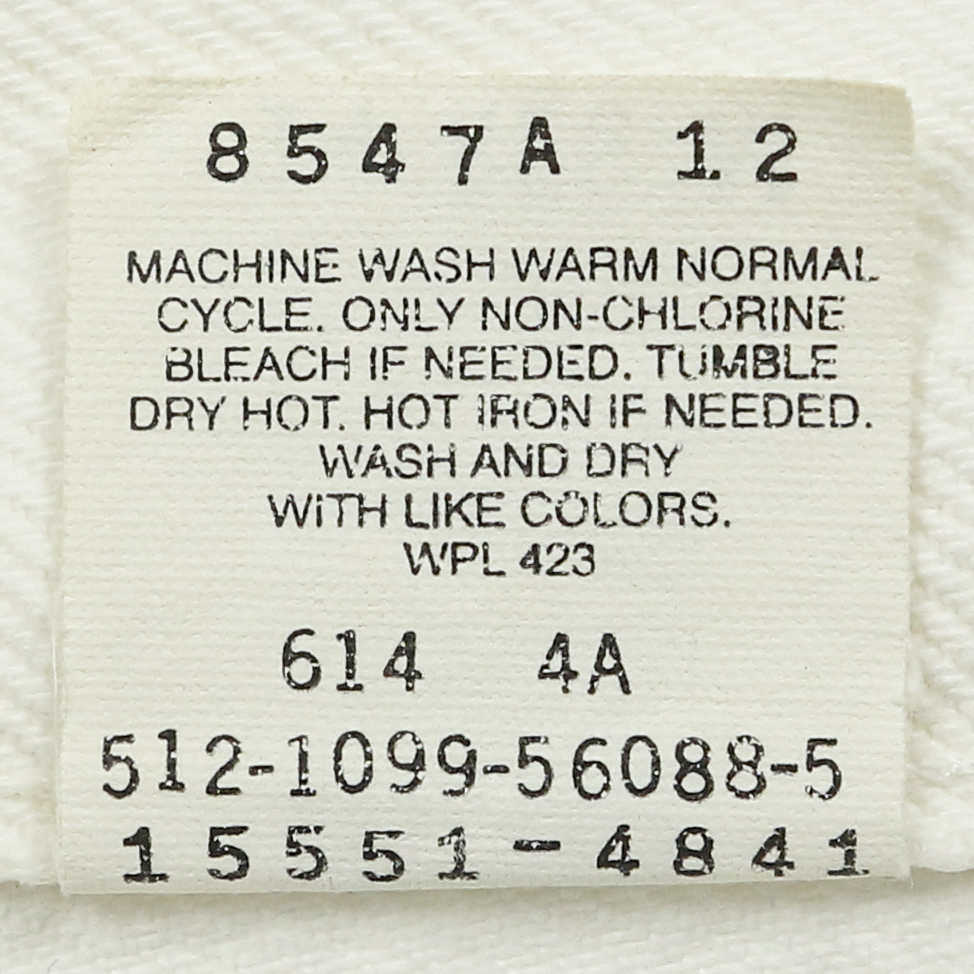 8547A 12
MACHINE WASH WARM NORMAL
CYCLE. ONLY NON-CHLORINE
BLEACH IF NEEDED. TUMBLE
DRY HOT. HOT IRON IF NEEDED.
WASH AND DRY
WITH LIKE COLORS.
WPL 423
614 4A
512-1099-56088-5
15551-4841